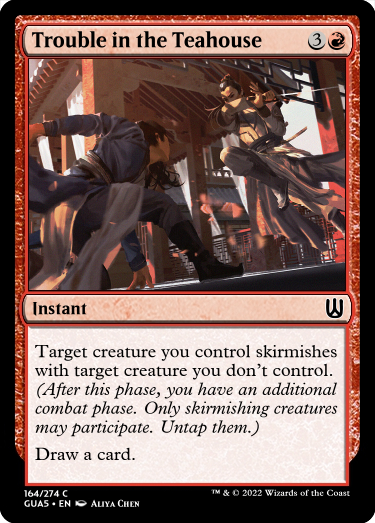 Trouble in the Teahouse 3
Instant
Target creature you control skirmishes
with target creature you don't control.
(After this phase, you have an additional
combat phase. Only skirmishing creatures
may participate. Untap them.)
Draw a card.
164/274 C
GUA5 • EN Aliya Chen
™ & © 2022 Wizards of the Coast